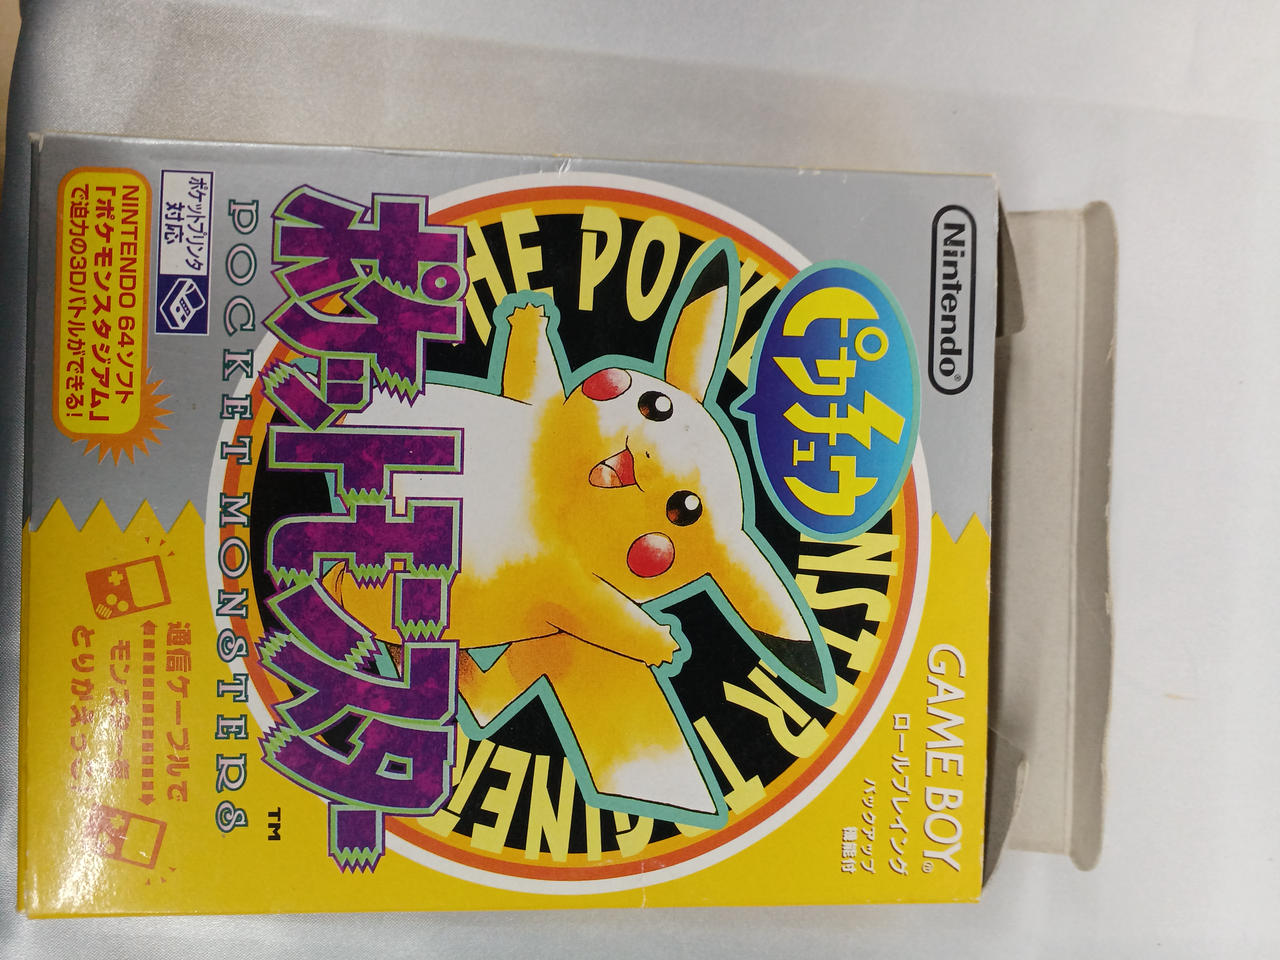 Nintendo®
GAME BOY®
ロールプレイング
バックアップ
機能付
ピカチュウ
ポケットモンスター
POCKET MONSTERS
™
ポケットプリンタ
対応
NINTENDO 64ソフト
「ポケモンスタジアム」
で迫力の3Dバトルができる!
通信ケーブルで
モンスターを
とりかえっこ!